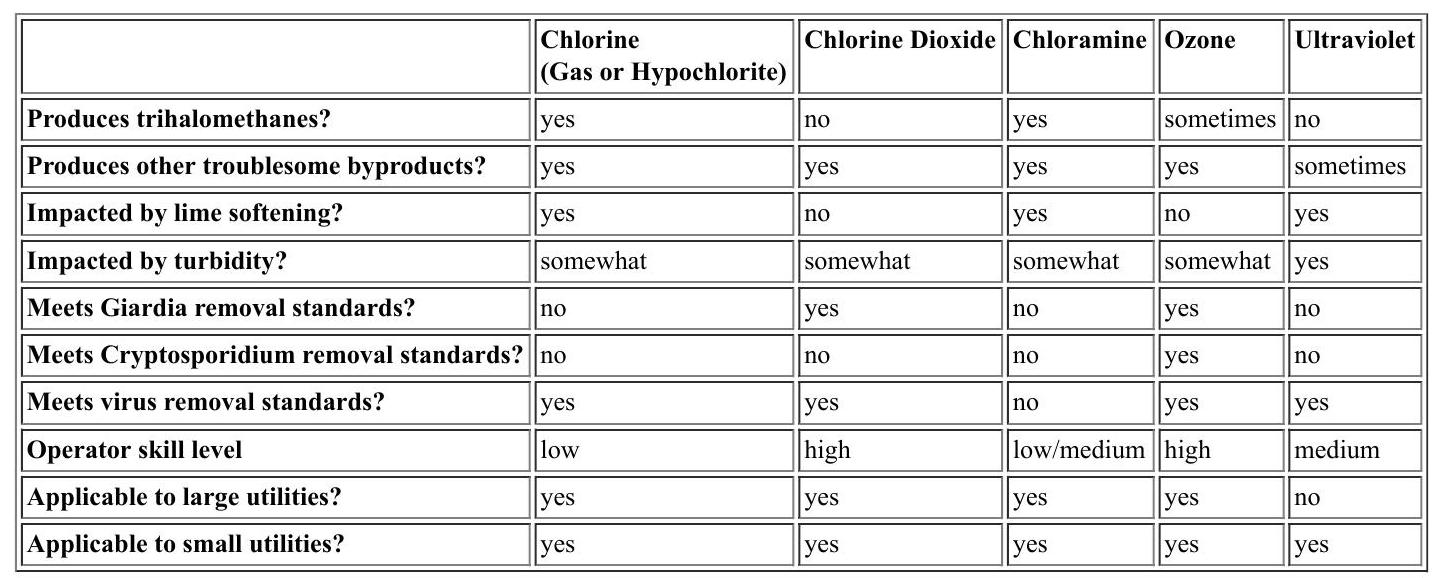 Chlorine Chlorine Dioxide Chloramine Ozone Ultraviolet
(Gas or Hypochlorite)
Produces trihalomethanes? yes no yes sometimes no
Produces other troublesome byproducts? yes yes yes yes sometimes
Impacted by lime softening? yes no yes no yes
Impacted by turbidity? somewhat somewhat somewhat somewhat yes
Meets Giardia removal standards? no yes no yes no
Meets Cryptosporidium removal standards? no no no yes no
Meets virus removal standards? yes yes no yes yes
Operator skill level low high low/medium high medium
Applicable to large utilities? yes yes yes yes no
Applicable to small utilities? yes yes yes yes yes